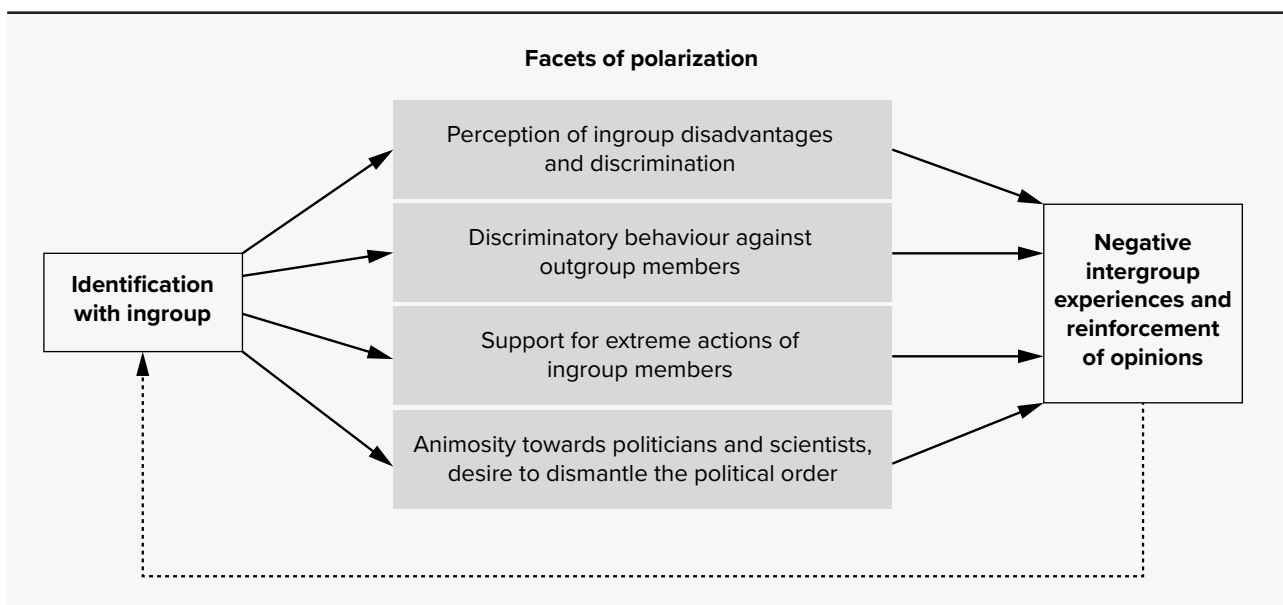 Facets of polarization
Perception of ingroup disadvantages
and discrimination
Discriminatory behaviour against
outgroup members
Identification
with ingroup
Support for extreme actions of
ingroup members
Animosity towards politicians and scientists,
desire to dismantle the political order
Negative
intergroup
experiences and
reinforcement
of opinions